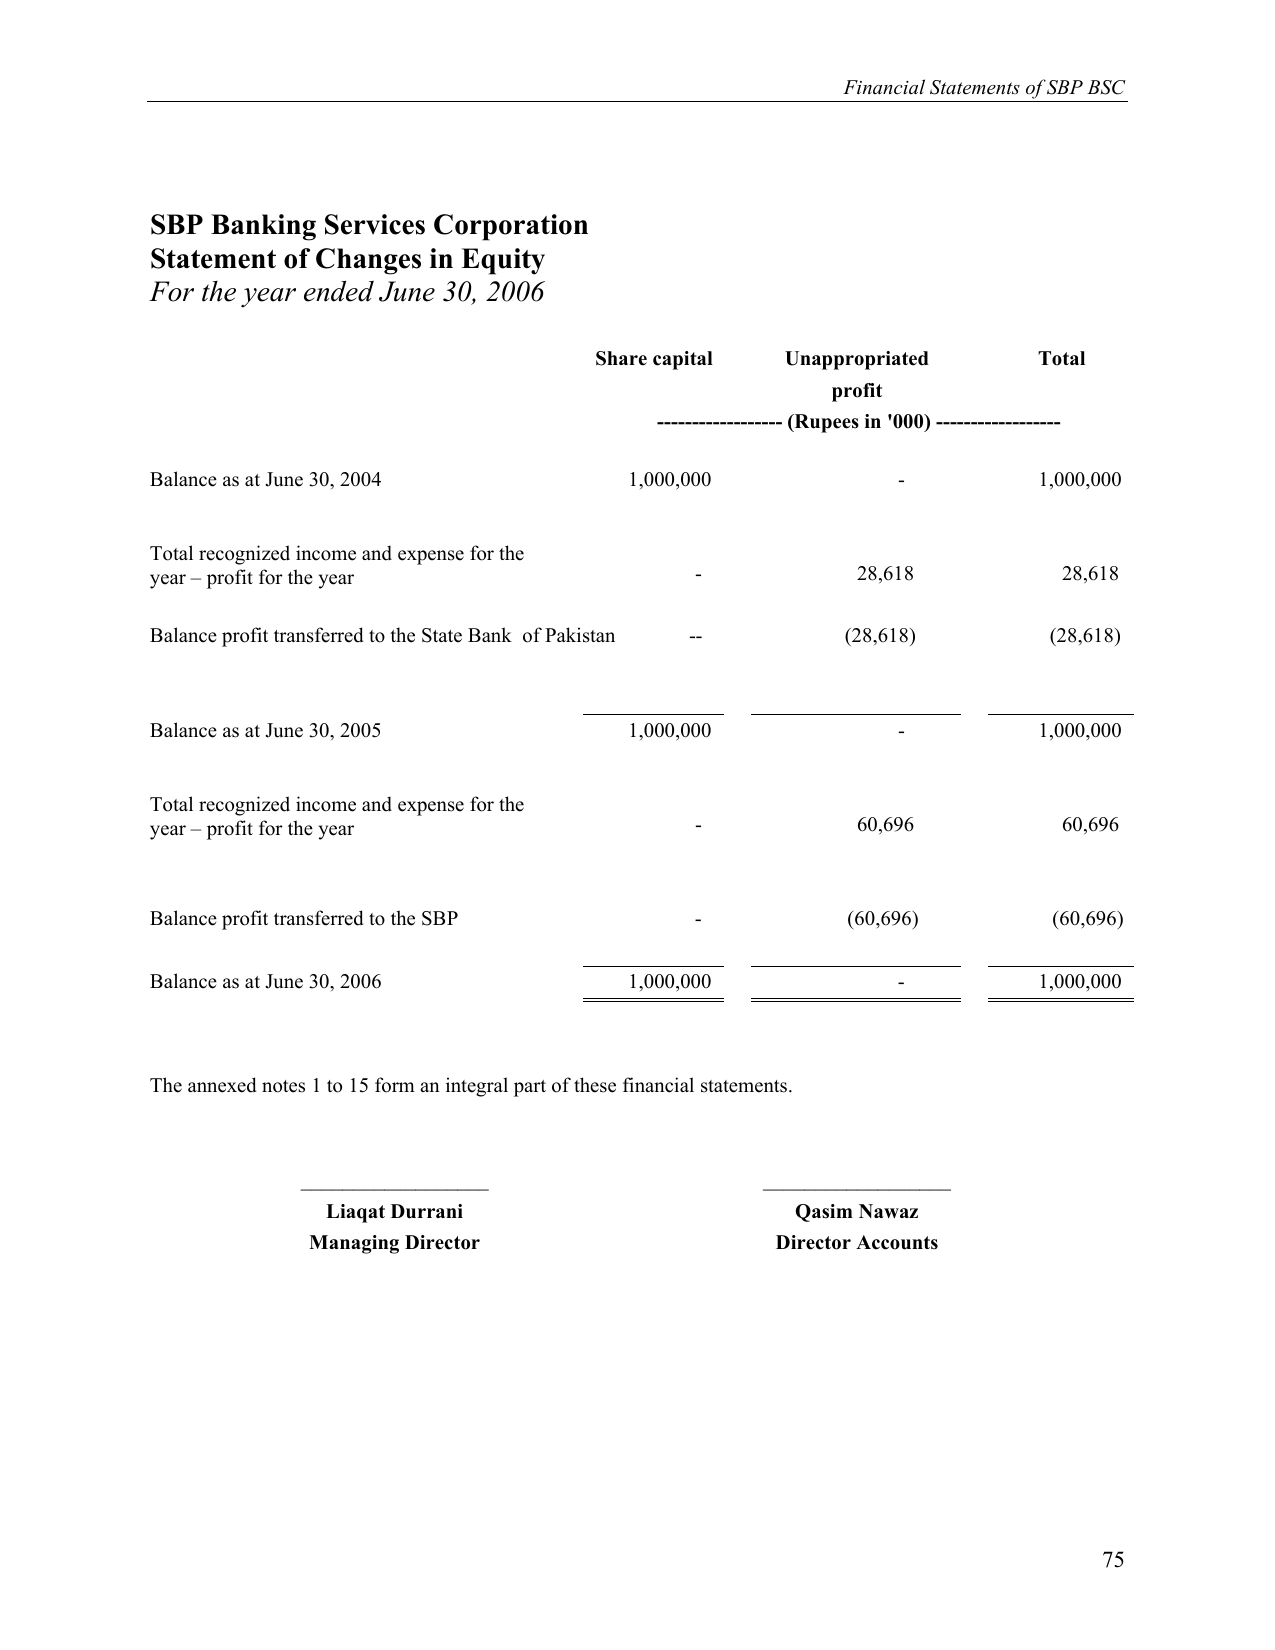 Financial Statements of SBP BSC
SBP Banking Services Corporation
Statement of Changes in Equity
For the year ended June 30, 2006
Share capital Unappropriated Total
profit
------------------ (Rupees in '000) ------------------
Balance as at June 30, 2004 1,000,000 - 1,000,000
Total recognized income and expense for the
year – profit for the year - 28,618 28,618
Balance profit transferred to the State Bank of Pakistan -- (28,618) (28,618)
Balance as at June 30, 2005 1,000,000 - 1,000,000
Total recognized income and expense for the
year – profit for the year - 60,696 60,696
Balance profit transferred to the SBP - (60,696) (60,696)
Balance as at June 30, 2006 1,000,000 - 1,000,000
The annexed notes 1 to 15 form an integral part of these financial statements.
Liaqat Durrani Qasim Nawaz
Managing Director Director Accounts
75